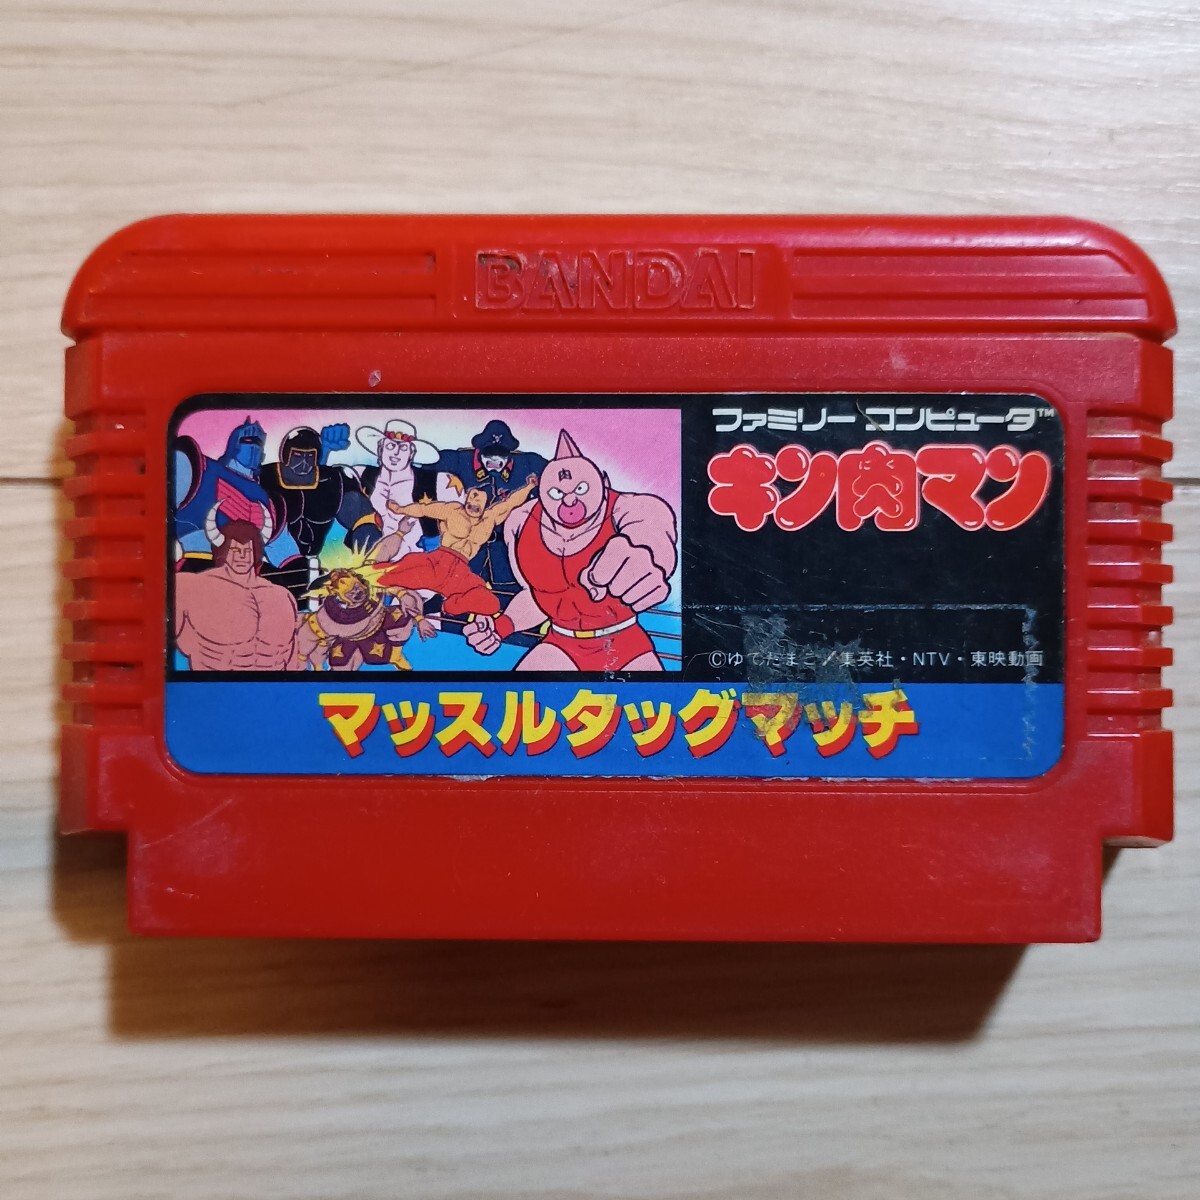 BANDAI
ファミリー コンピュータ™
キン肉マン
肉
©ゆでたまご/集英社・NTV・東映動画
マッスルタッグマッチ